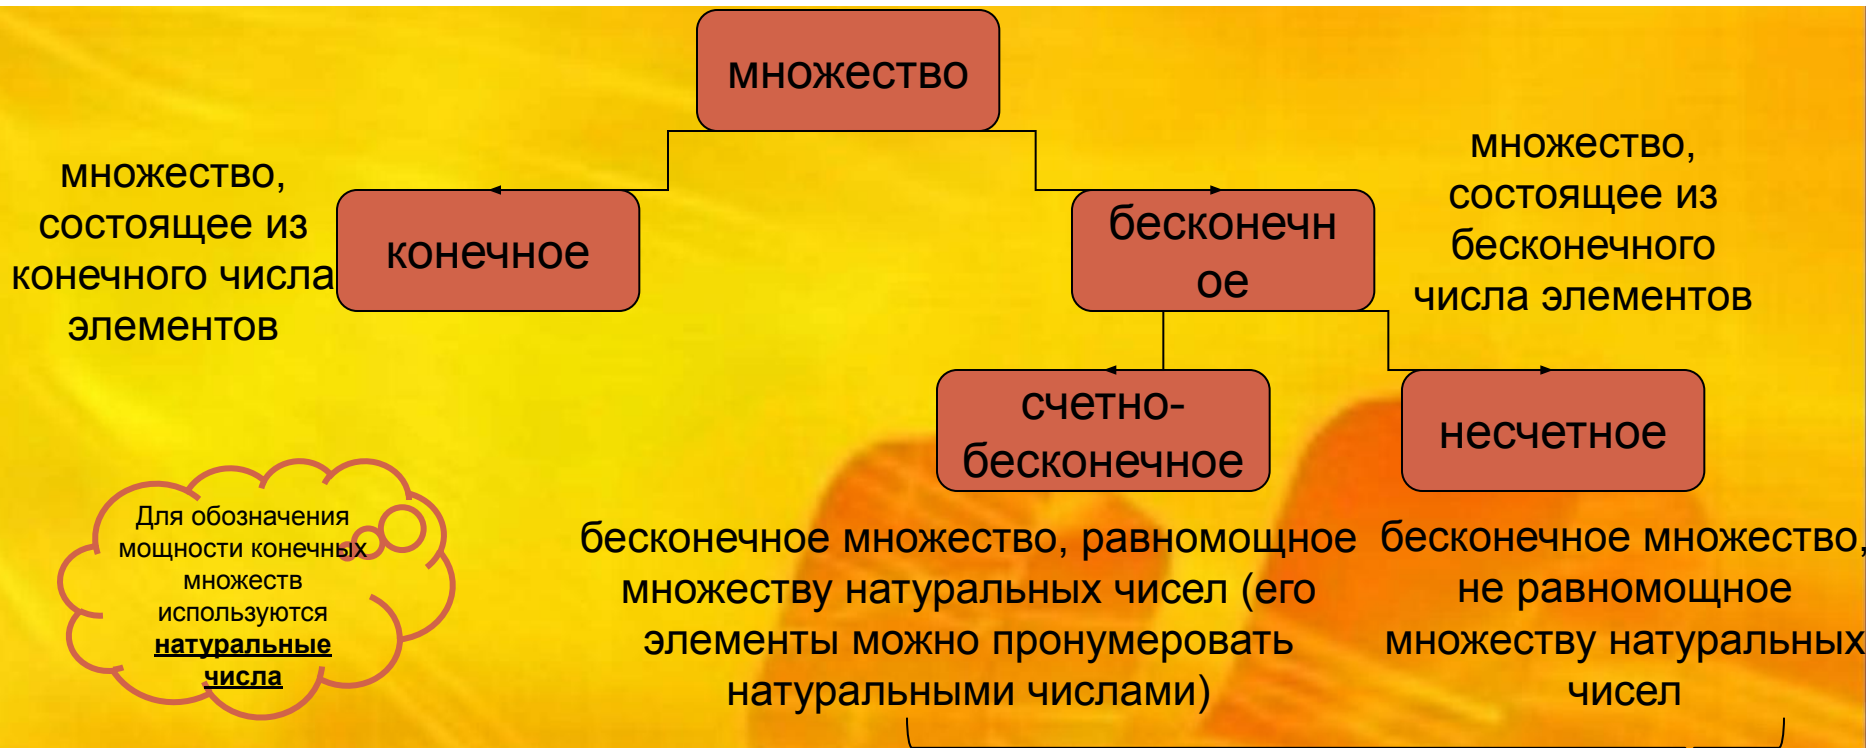 множество
множество,
состоящее из
конечного числа
элементов
конечное
бесконечн
ое
множество,
состоящее из
бесконечного
числа элементов
счетно-
бесконечное
несчетное
Для обозначения
мощности конечных
множеств
используются
натуральные
числа
бесконечное множество, равномощное
множеству натуральных чисел (его
элементы можно пронумеровать
натуральными числами)
бесконечное множество,
не равномощное
множеству натуральных
чисел